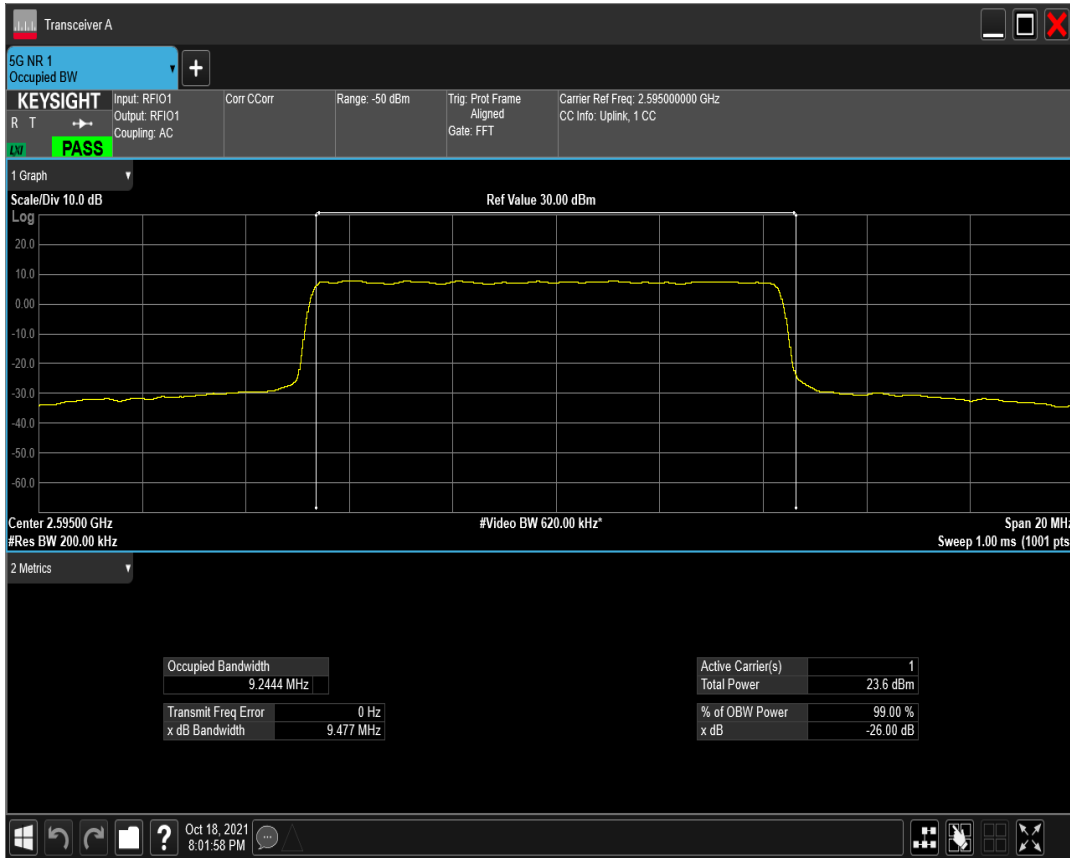 Transceiver A
5G NR 1
Occupied BW
KEYSIGHT
R T
LXI
PASS
Input: RFIO1
Output: RFIO1
Coupling: AC
Corr CCorr
Range: -50 dBm
Trig: Prot Frame
Aligned
Gate: FFT
Carrier Ref Freq: 2.595000000 GHz
CC Info: Uplink, 1 CC
1 Graph
Scale/Div 10.0 dB
Ref Value 30.00 dBm
Log
20.0
10.0
0.00
-10.0
-20.0
-30.0
-40.0
-50.0
-60.0
Center 2.59500 GHz
#Video BW 620.00 kHz*
Span 20 MHz
#Res BW 200.00 kHz
Sweep 1.00 ms (1001 pts
2 Metrics
Occupied Bandwidth
9.2444 MHz
Transmit Freq Error 0 Hz
x dB Bandwidth 9.477 MHz
Active Carrier(s) 1
Total Power 23.6 dBm
% of OBW Power 99.00 %
x dB -26.00 dB
Oct 18, 2021
8:01:58 PM